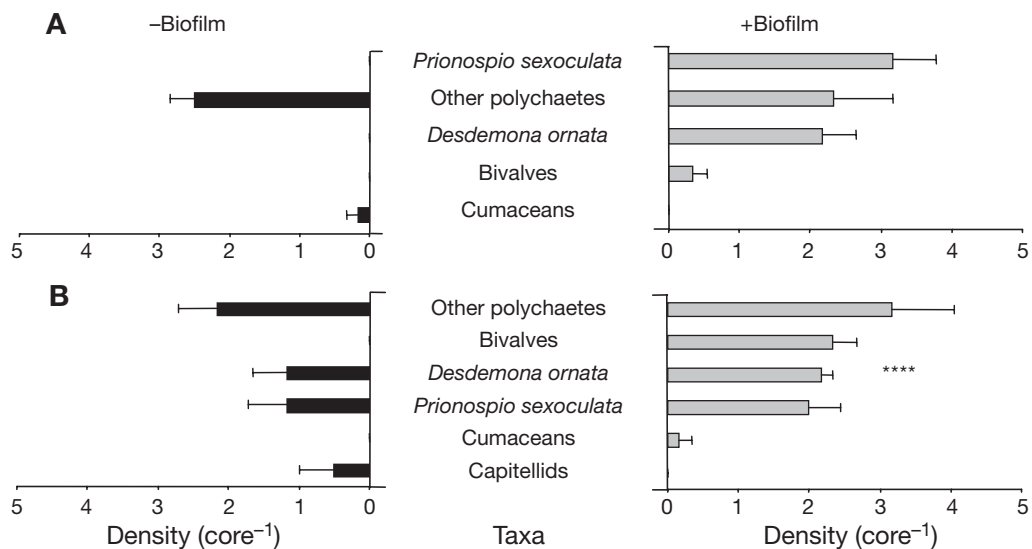 A
–Biofilm
+Biofilm
Prionospio sexoculata
Other polychaetes
Desdemona ornata
Bivalves
Cumaceans
5 4 3 2 1 0
0 1 2 3 4 5
B
Other polychaetes
Bivalves
Desdemona ornata
****
Prionospio sexoculata
Cumaceans
Capitellids
5 4 3 2 1 0
0 1 2 3 4 5
Density (core⁻¹)
Taxa
Density (core⁻¹)